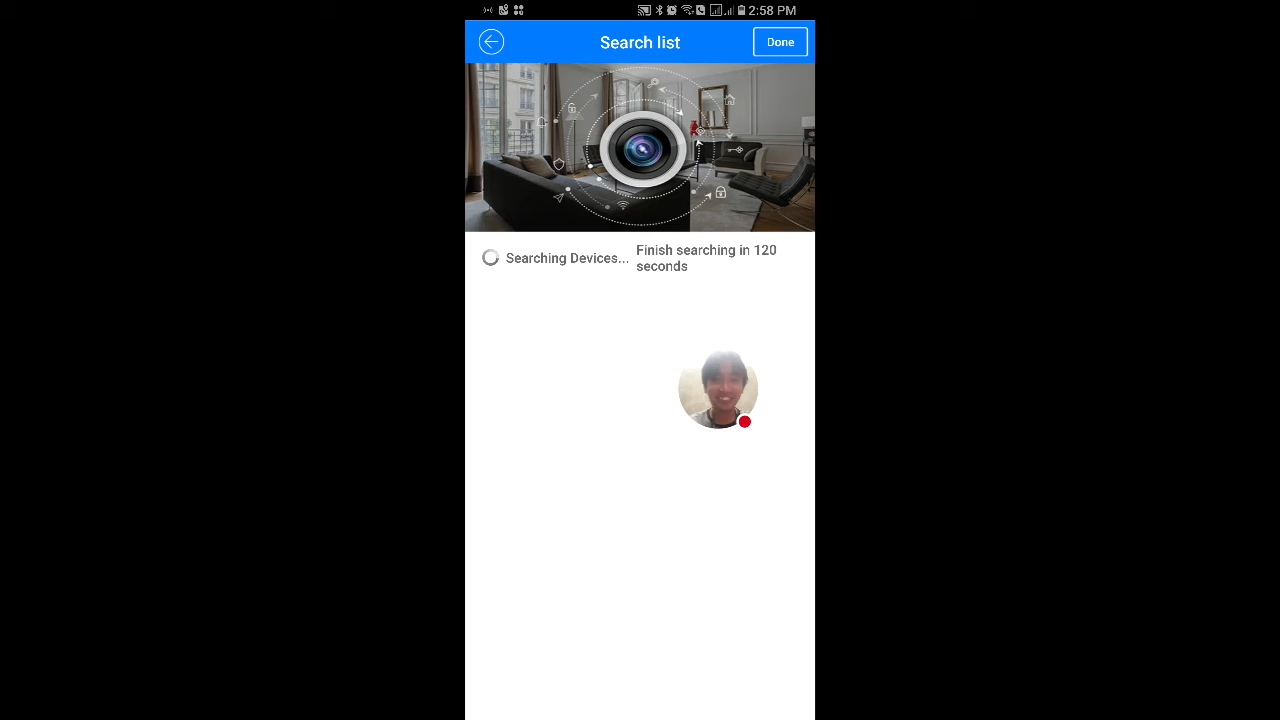 2:58 PM
Search list
Done
Searching Devices...
Finish searching in 120
seconds